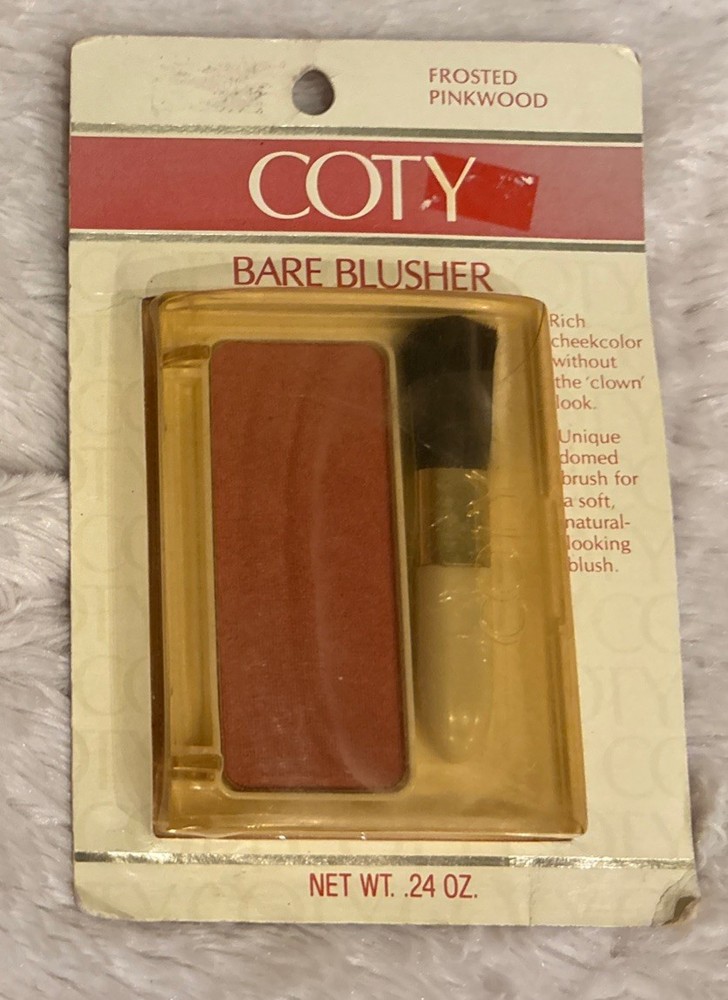 FROSTED
PINKWOOD
COTY
BARE BLUSHER
Rich
cheekcolor
without
the 'clown'
look.
Unique
domed
brush for
a soft,
natural-
looking
blush.
NET WT. .24 OZ.